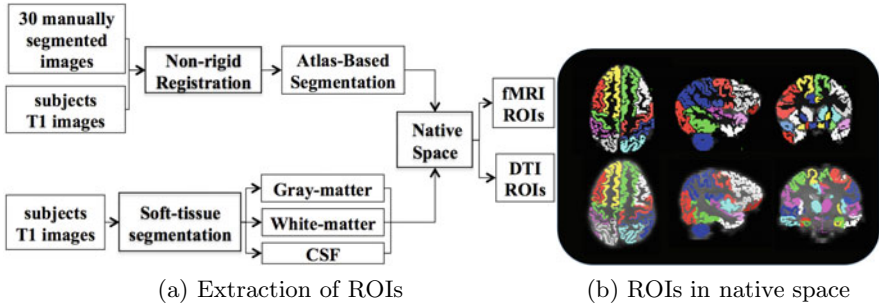 30 manually
segmented
images
subjects
T1 images
Non-rigid
Registration
Atlas-Based
Segmentation
Native
Space
fMRI
ROIs
DTI
ROIs
subjects
T1 images
Soft-tissue
segmentation
Gray-matter
White-matter
CSF
(a) Extraction of ROIs
(b) ROIs in native space